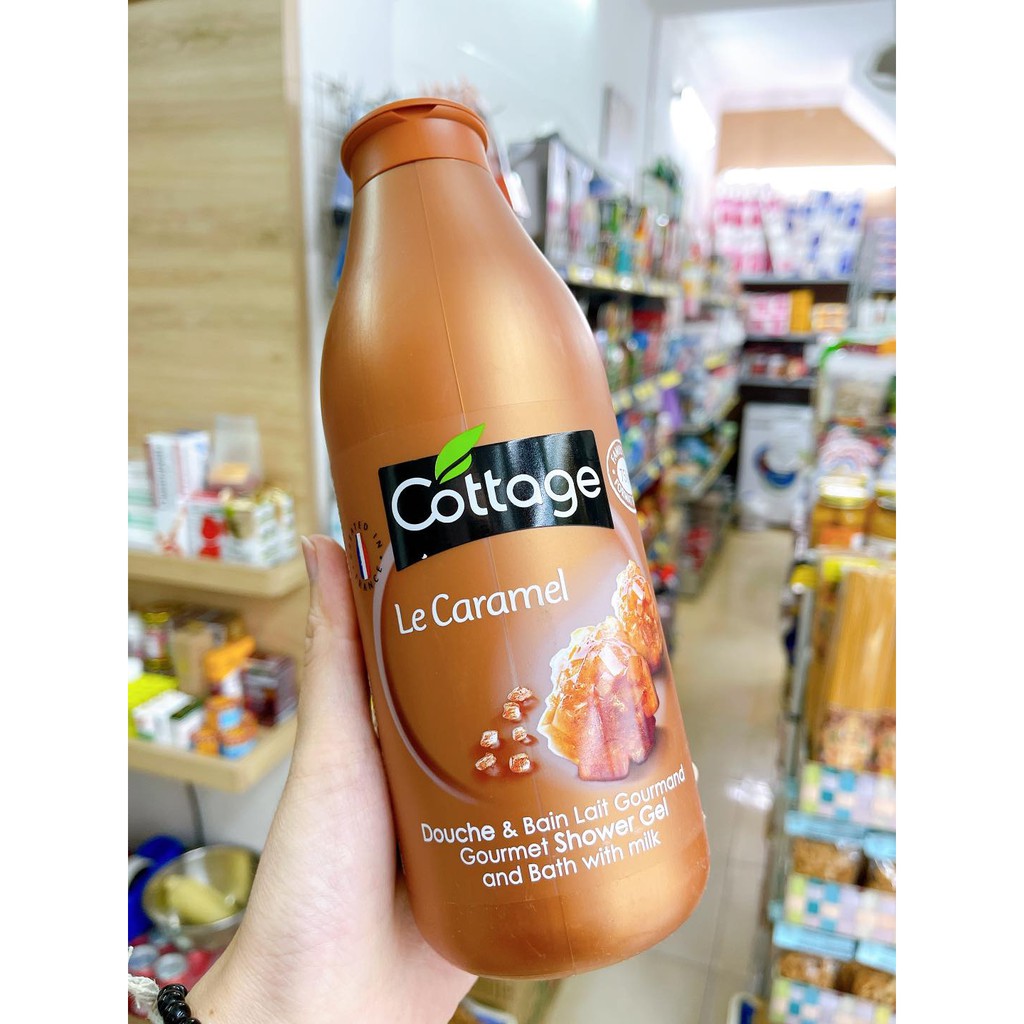 Cottage
Le Caramel
Douche & Bain Lait Gourmand
Gourmet Shower Gel
and Bath with milk